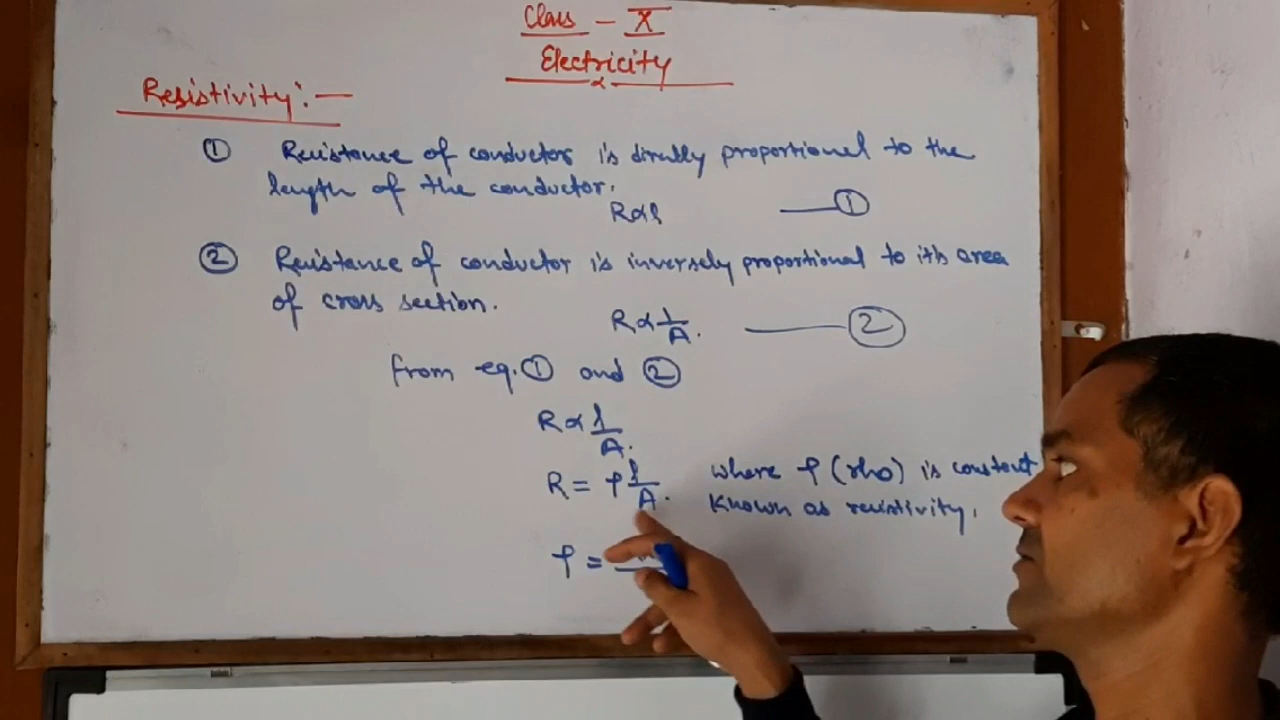 Class - X
Electricity
Resistivity:-
① Resistance of conductor is directly proportional to the
length of the conductor.
R∝l ——①
② Resistance of conductor is inversely proportional to it's area
of cross section.
R∝1/A. ——②
from eq.① and ②
R∝l/A.
R = ρl/A. where ρ (rho) is constant
known as resistivity.
ρ =